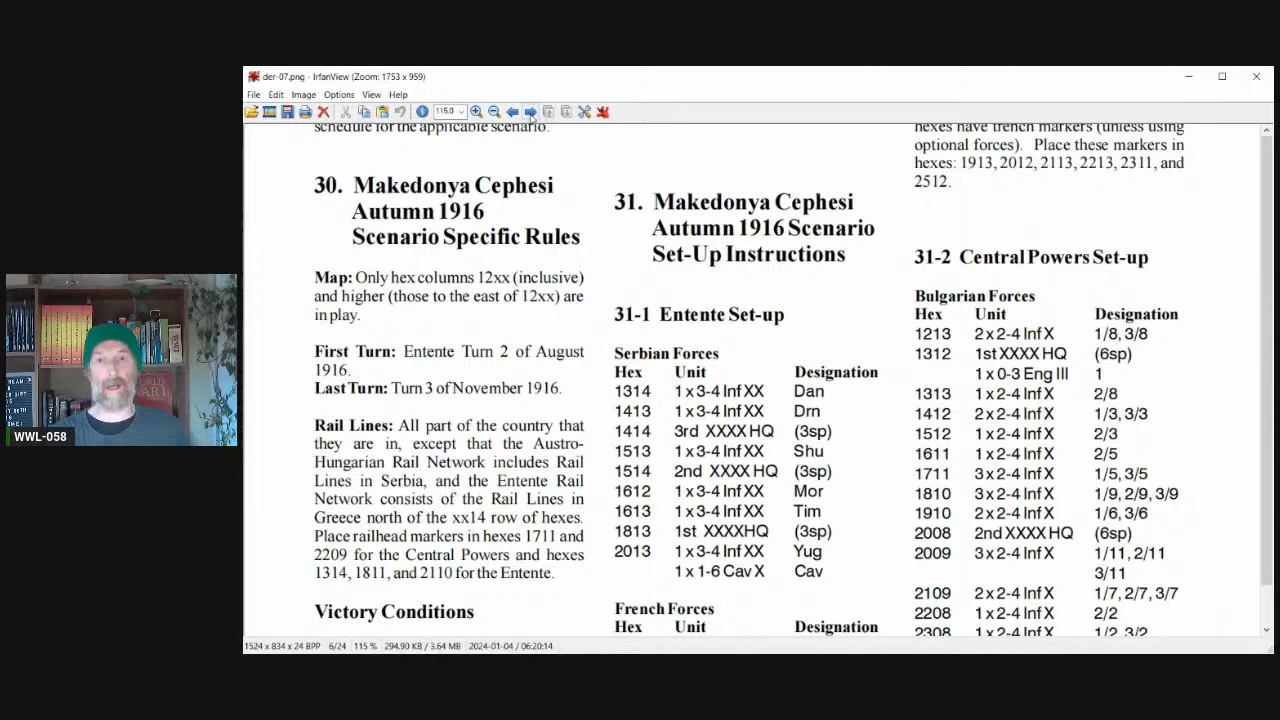 der-07.png - IrfanView (Zoom: 1753 x 959)
File Edit Image Options View Help
115.0
schedule for the applicable scenario.
30. Makedonya Cephesi
Autumn 1916
Scenario Specific Rules
Map: Only hex columns 12xx (inclusive)
and higher (those to the east of 12xx) are
in play.
First Turn: Entente Turn 2 of August
1916.
Last Turn: Turn 3 of November 1916.
Rail Lines: All part of the country that
they are in, except that the Austro-
Hungarian Rail Network includes Rail
Lines in Serbia, and the Entente Rail
Network consists of the Rail Lines in
Greece north of the xx14 row of hexes.
Place railhead markers in hexes 1711 and
2209 for the Central Powers and hexes
1314, 1811, and 2110 for the Entente.
Victory Conditions
31. Makedonya Cephesi
Autumn 1916 Scenario
Set-Up Instructions
31-1 Entente Set-up
Serbian Forces
Hex Unit Designation
1314 1 x 3-4 Inf XX Dan
1413 1 x 3-4 Inf XX Drn
1414 3rd XXXX HQ (3sp)
1513 1 x 3-4 Inf XX Shu
1514 2nd XXXX HQ (3sp)
1612 1 x 3-4 Inf XX Mor
1613 1 x 3-4 Inf XX Tim
1813 1st XXXXHQ (3sp)
2013 1 x 3-4 Inf XX Yug
1 x 1-6 Cav X Cav
French Forces
Hex Unit Designation
hexes have trench markers (unless using
optional forces). Place these markers in
hexes: 1913, 2012, 2113, 2213, 2311, and
2512.
31-2 Central Powers Set-up
Bulgarian Forces
Hex Unit Designation
1213 2 x 2-4 Inf X 1/8, 3/8
1312 1st XXXX HQ (6sp)
1 x 0-3 Eng III 1
1313 1 x 2-4 Inf X 2/8
1412 2 x 2-4 Inf X 1/3, 3/3
1512 1 x 2-4 Inf X 2/3
1611 1 x 2-4 Inf X 2/5
1711 3 x 2-4 Inf X 1/5, 3/5
1810 3 x 2-4 Inf X 1/9, 2/9, 3/9
1910 2 x 2-4 Inf X 1/6, 3/6
2008 2nd XXXX HQ (6sp)
2009 3 x 2-4 Inf X 1/11, 2/11
3/11
2109 2 x 2-4 Inf X 1/7, 2/7, 3/7
2208 1 x 2-4 Inf X 2/2
2308 1 x 2-4 Inf X 1/2, 3/2
1524 x 834 x 24 BPP 6/24 115 % 294.90 KB / 3.64 MB 2024-01-04 / 06:20:14
WWL-058